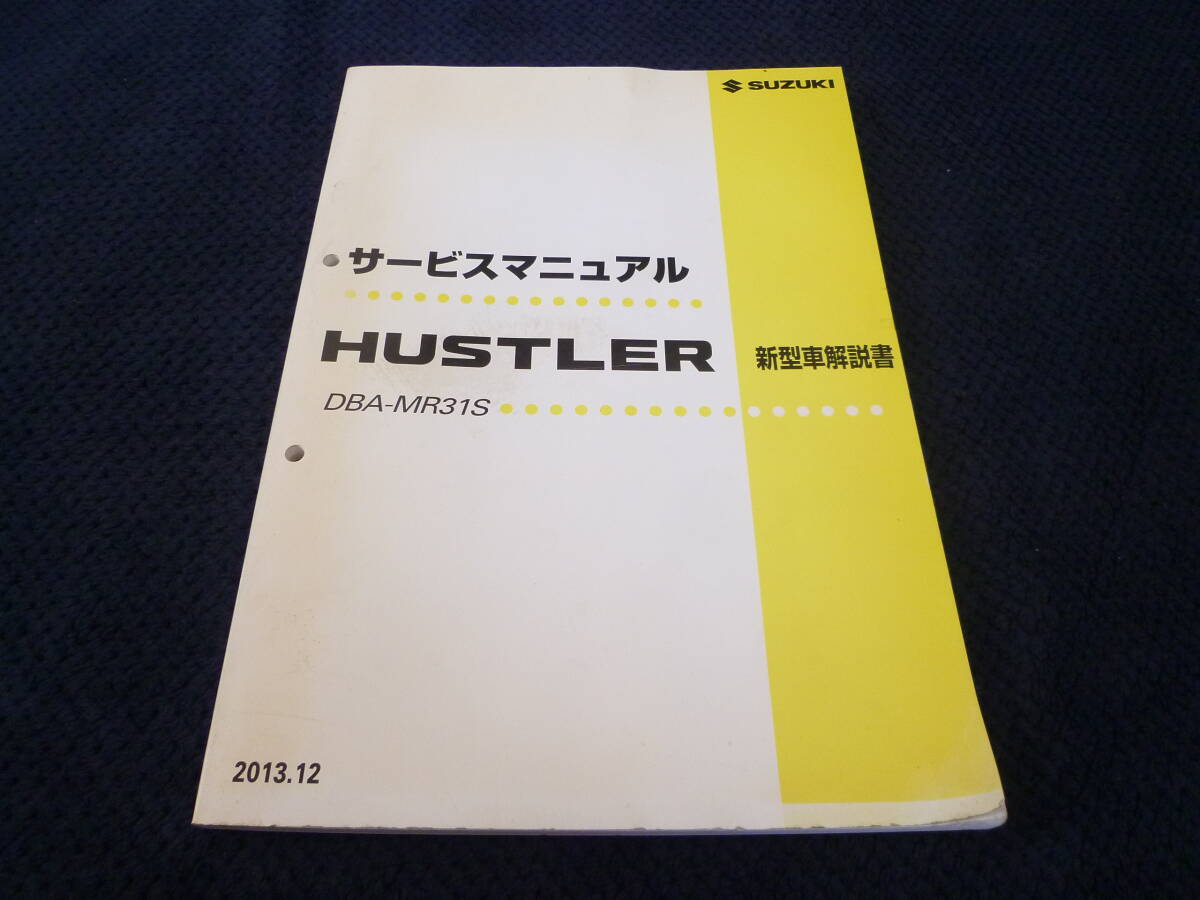 SUZUKI
サービスマニュアル
HUSTLER
新型車解説書
DBA-MR31S
2013.12